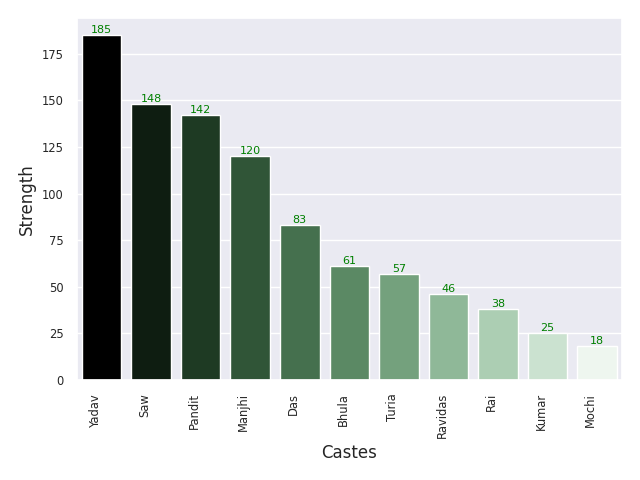 185
148
142
120
83
61
57
46
38
25
18
175
150
125
100
75
50
25
0
Strength
Yadav
Saw
Pandit
Manjhi
Das
Bhula
Turia
Ravidas
Rai
Kumar
Mochi
Castes